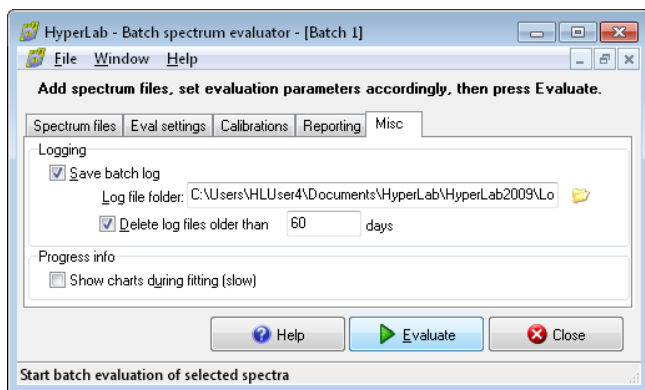 HyperLab - Batch spectrum evaluator - [Batch 1]
File Window Help
Add spectrum files, set evaluation parameters accordingly, then press Evaluate.
Spectrum files Eval settings Calibrations Reporting Misc
Logging
Save batch log
Log file folder: C:\Users\HLUser4\Documents\HyperLab\HyperLab2009\Lo
Delete log files older than 60 days
Progress info
Show charts during fitting (slow)
Help Evaluate Close
Start batch evaluation of selected spectra